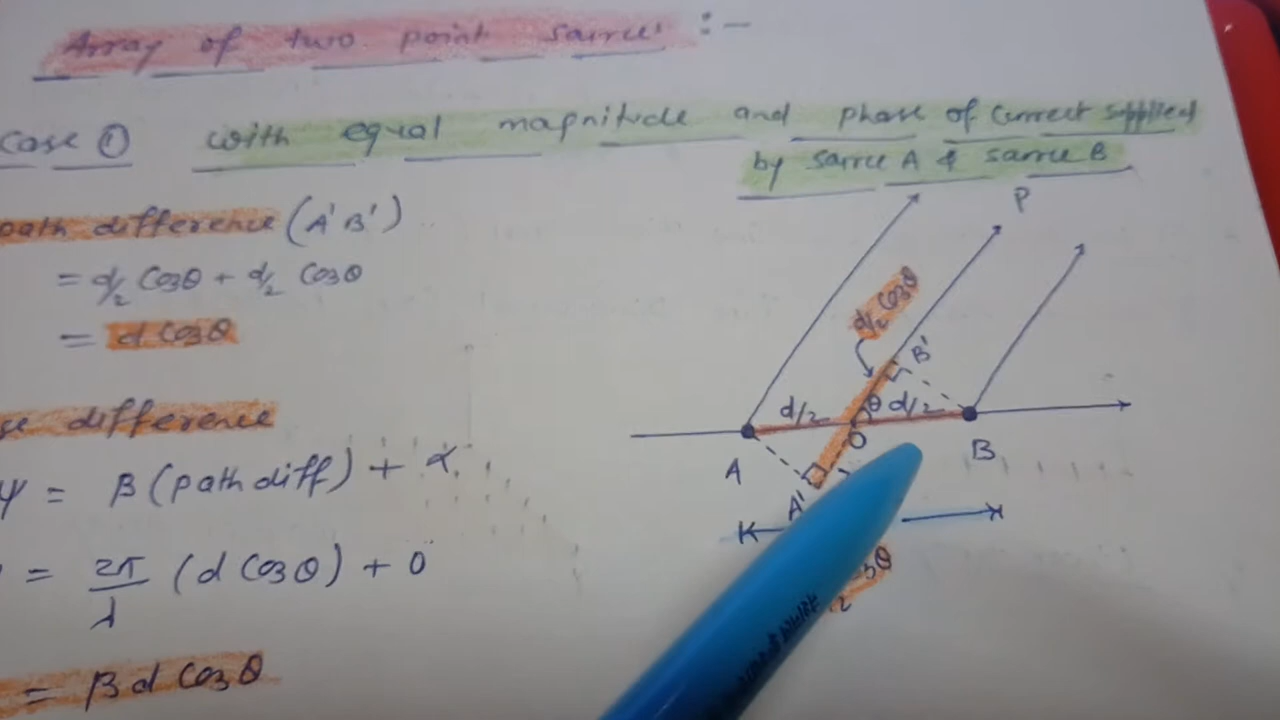 Array of two point source :-
case ① with equal magnitude and phase of current supplied
by source A & source B
path difference (A'B')
= d/2 Cosθ + d/2 Cosθ
= d Cosθ
difference
ψ = β (path diff) + α
= 2π/λ (d Cosθ) + 0
= β d Cosθ
P
d/2 Cosθ
B'
d/2
θ
d/2
O
A
B
A'